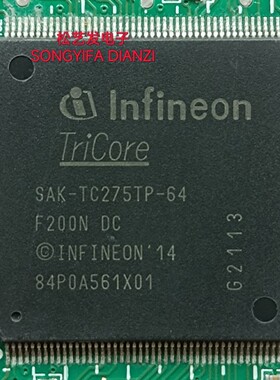 松艺发电子
SONGYIFA DIANZI
Infineon
TriCore
SAK-TC275TP-64
F200N DC
©INFINEON'14
84P0A561X01
G2113